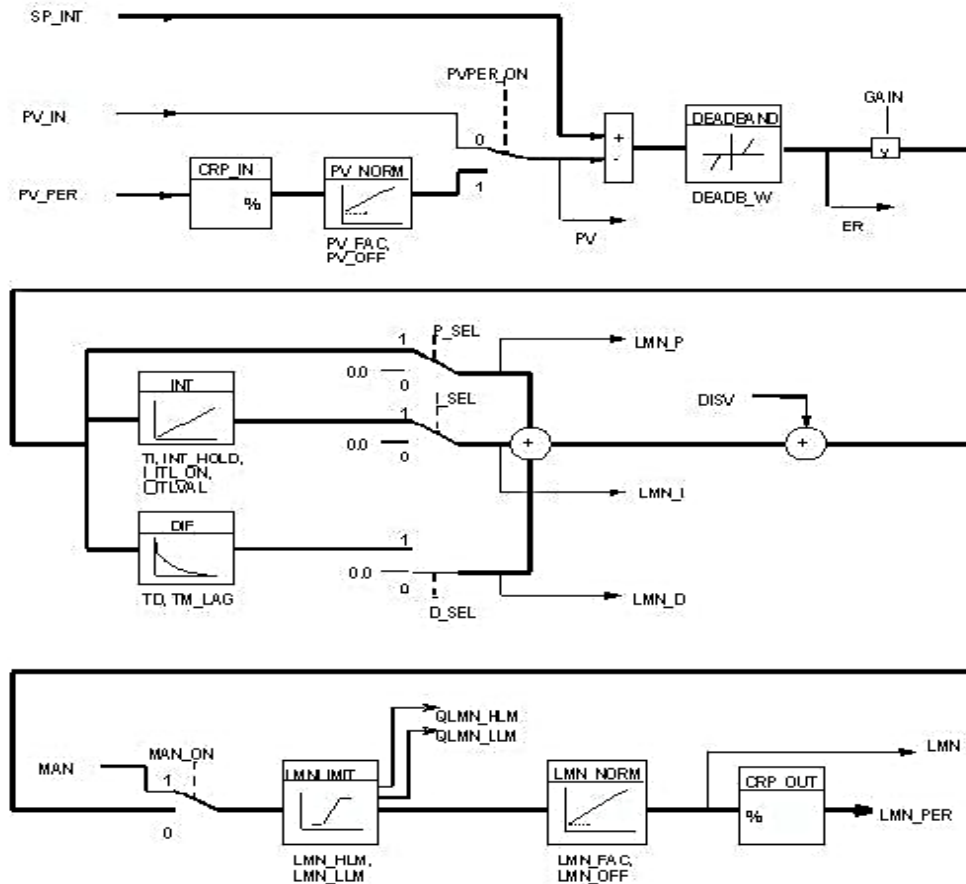 SP_INT
PVPER_ON
GAIN
PV_IN
0
+
-
DEADBAND
CRP_IN
PV_NORM
PV_PER
%
1
DEADB_W
PV_FAC,
PV_OFF
PV
ER
P_SEL
1
LMN_P
0.0
0
INT
I_SEL
1
DISV
0.0
+
+
0
TI, INT_HOLD,
LMN_I
DIF
1
0.0
0
TD, TM_LAG
D_SEL
LMN_D
QLMN_HLM
QLMN_LLM
MAN_ON
LMN
MAN
1
LMNLIMIT
LMN_NORM
CRP_OUT
%
LMN_PER
0
LMN_HLM,
LMN_LLM
LMN_FAC,
LMN_OFF